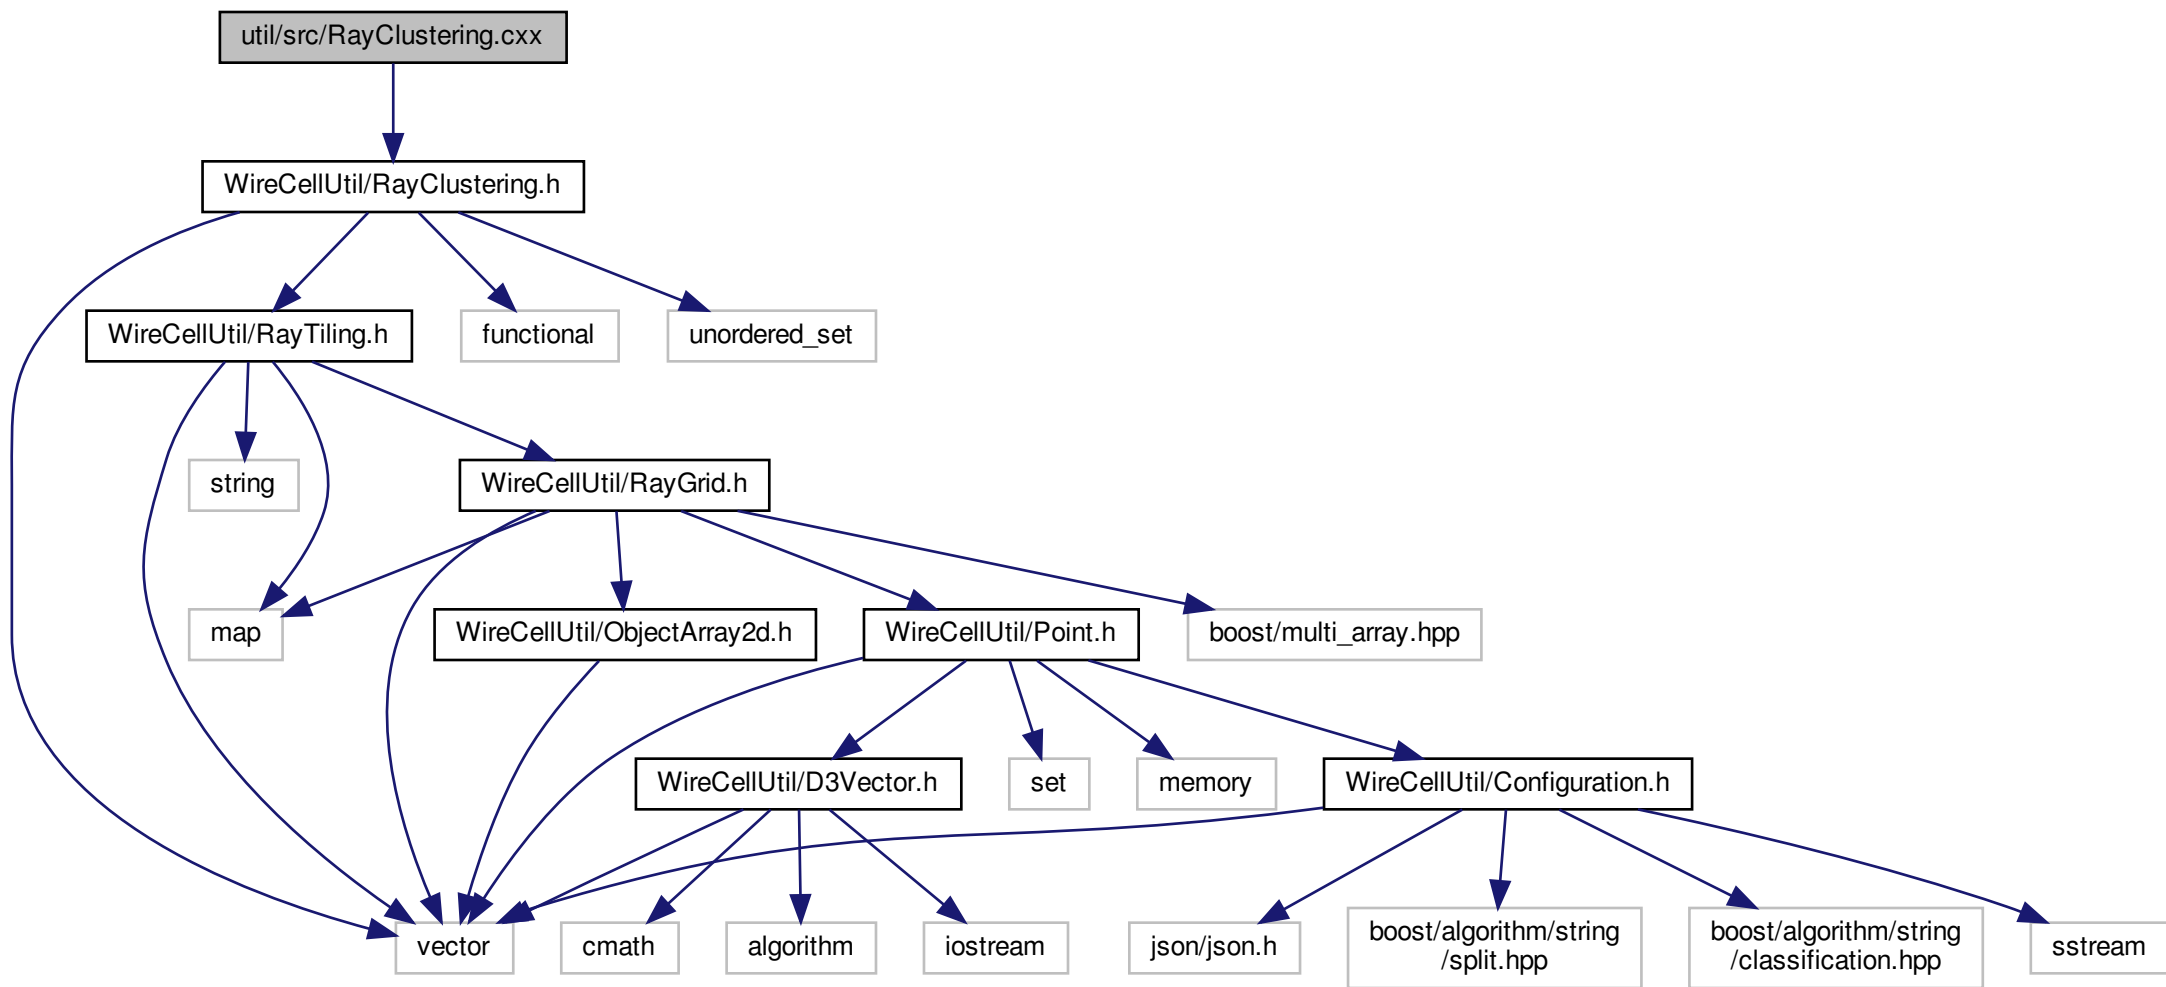 util/src/RayClustering.cxx
WireCellUtil/RayClustering.h
WireCellUtil/RayTiling.h
functional
unordered_set
string
WireCellUtil/RayGrid.h
map
WireCellUtil/ObjectArray2d.h
WireCellUtil/Point.h
boost/multi_array.hpp
WireCellUtil/D3Vector.h
set
memory
WireCellUtil/Configuration.h
vector
cmath
algorithm
iostream
json/json.h
boost/algorithm/string
/split.hpp
boost/algorithm/string
/classification.hpp
sstream